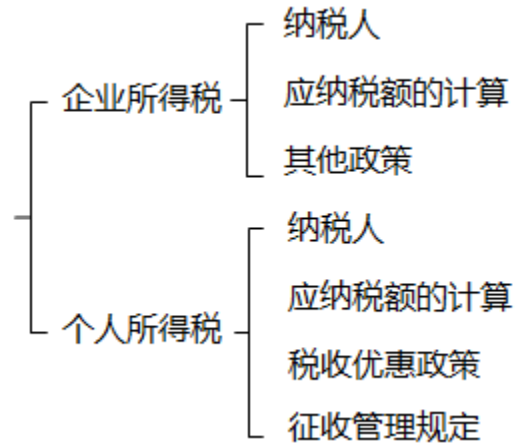 企业所得税
纳税人
应纳税额的计算
其他政策
个人所得税
纳税人
应纳税额的计算
税收优惠政策
征收管理规定